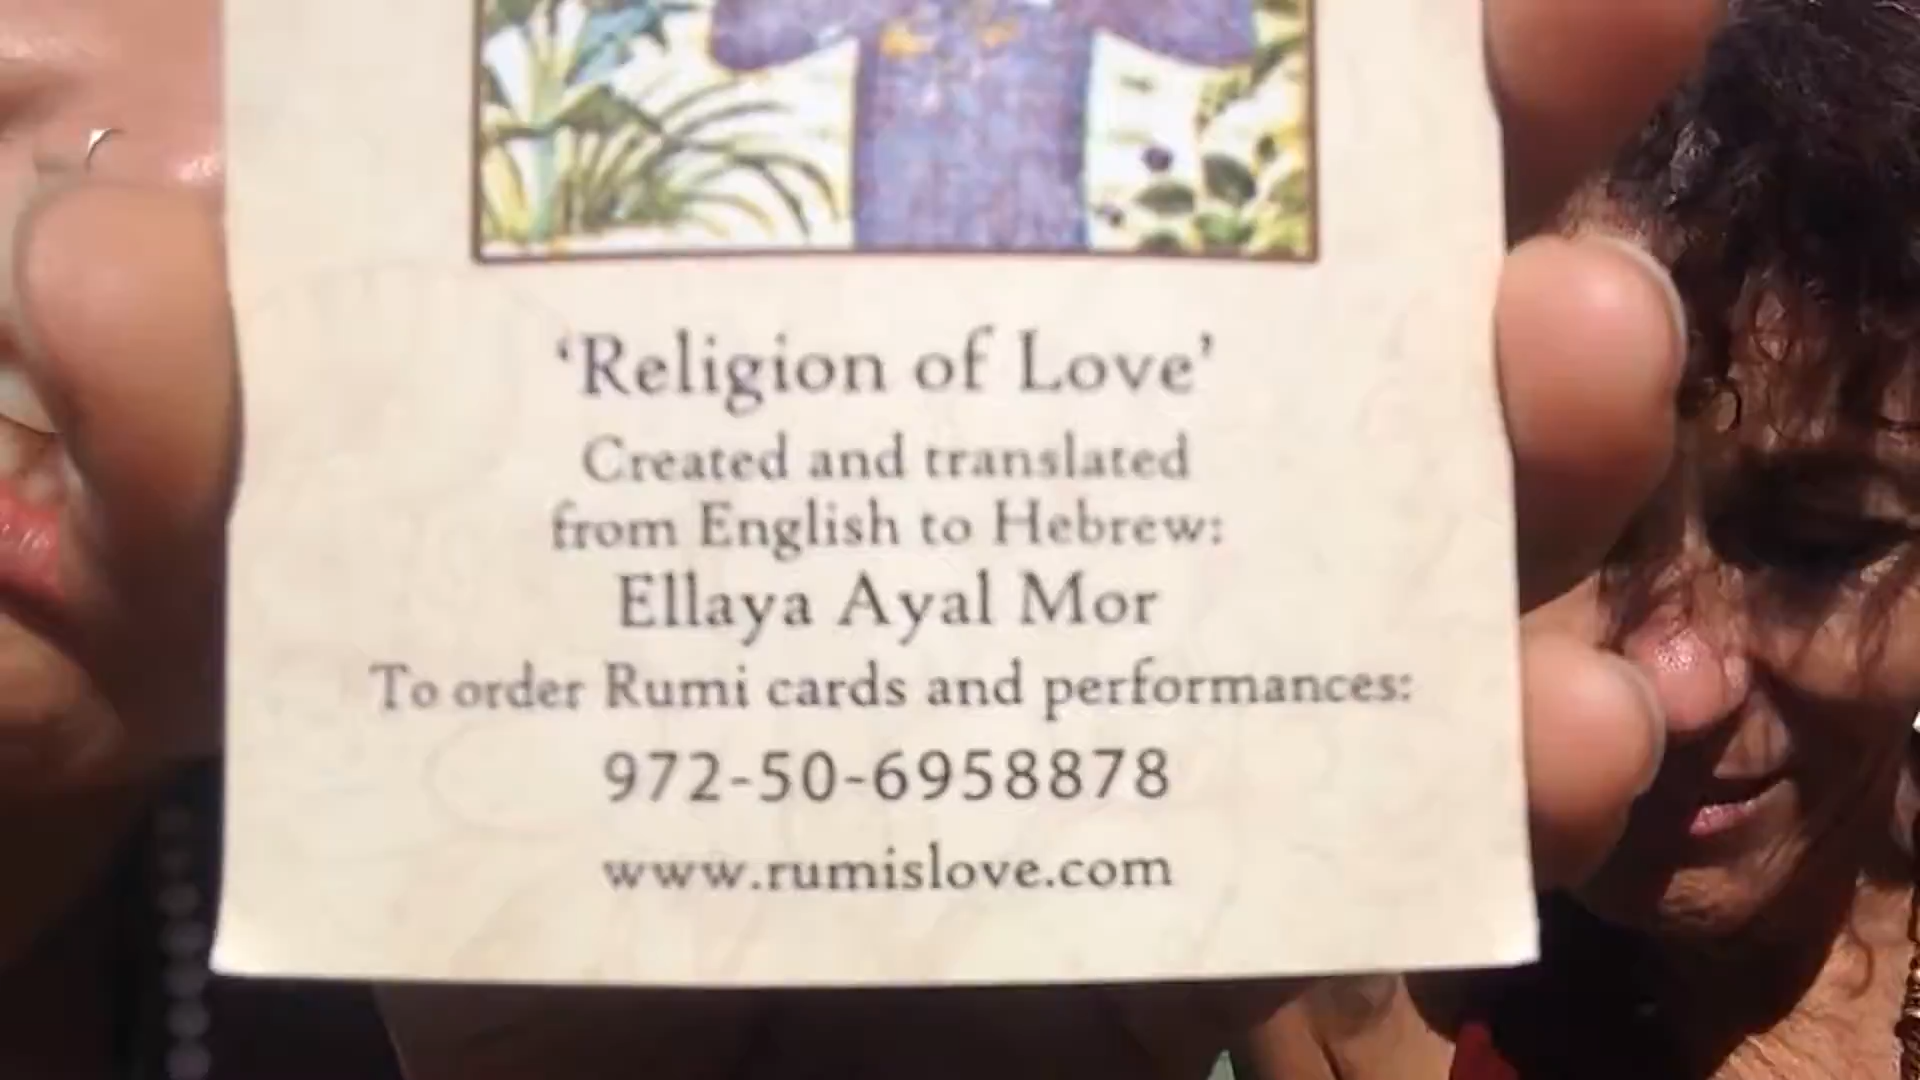 ‘Religion of Love’
Created and translated
from English to Hebrew:
Ellaya Ayal Mor
To order Rumi cards and performances:
972-50-6958878
www.rumislove.com